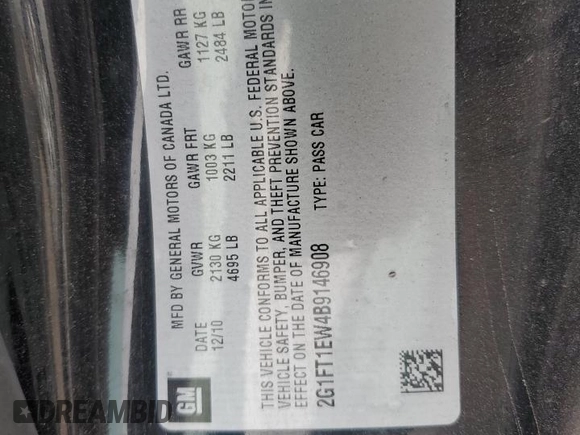 GM
MFD BY GENERAL MOTORS OF CANADA LTD.
DATE GVWR GAWR FRT GAWR RR
12/10 2130 KG 1003 KG 1127 KG
4695 LB 2211 LB 2484 LB
THIS VEHICLE CONFORMS TO ALL APPLICABLE U.S. FEDERAL MOTOR
VEHICLE SAFETY, BUMPER, AND THEFT PREVENTION STANDARDS IN
EFFECT ON THE DATE OF MANUFACTURE SHOWN ABOVE.
2G1FT1EW4B9146908 TYPE: PASS CAR
DREAMBID